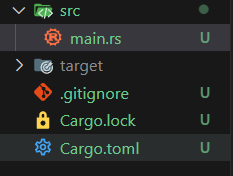 src
main.rs U
target
.gitignore U
Cargo.lock U
Cargo.toml U